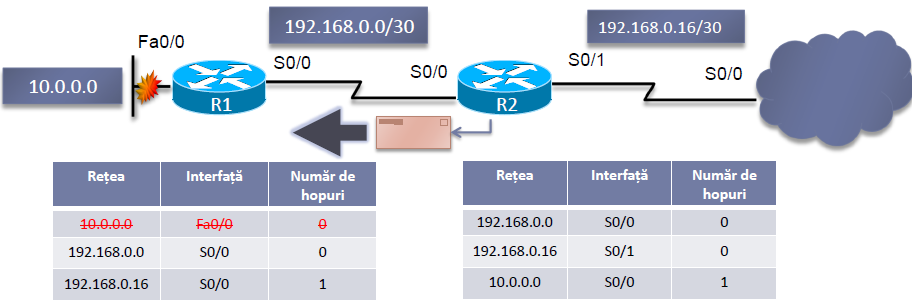 192.168.0.0/30
192.168.0.16/30
Fa0/0
S0/0
S0/0
S0/1
S0/0
10.0.0.0
R1
R2
Rețea Interfață Număr de
hopuri
10.0.0.0 Fa0/0 0
192.168.0.0 S0/0 0
192.168.0.16 S0/0 1
Rețea Interfață Număr de
hopuri
192.168.0.0 S0/0 0
192.168.0.16 S0/1 0
10.0.0.0 S0/0 1